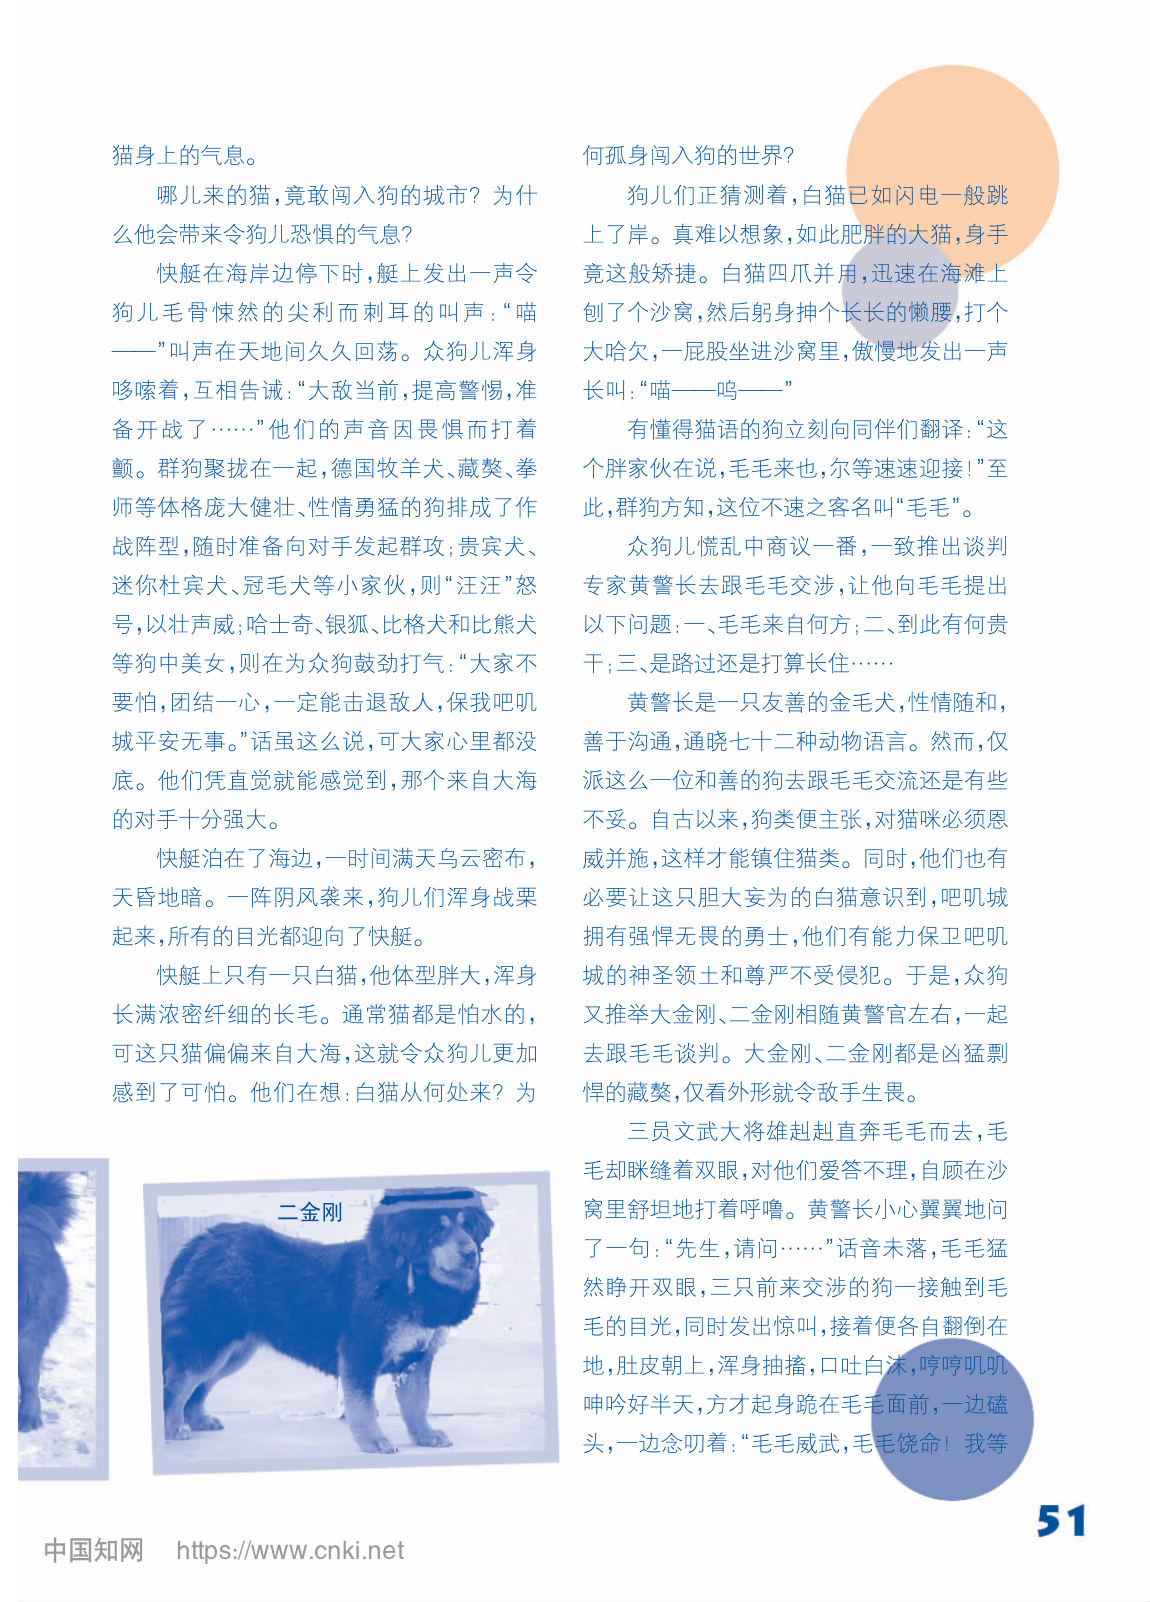 猫身上的气息。
哪儿来的猫,竟敢闯入狗的城市?为什
么他会带来令狗儿恐惧的气息?
快艇在海岸边停下时,艇上发出一声令
狗儿毛骨悚然的尖利而刺耳的叫声:“喵
——”叫声在天地间久久回荡。众狗儿浑身
哆嗦着,互相告诫:“大敌当前,提高警惕,准
备开战了……”他们的声音因畏惧而打着
颤。群狗聚拢在一起,德国牧羊犬、藏獒、拳
师等体格庞大健壮、性情勇猛的狗排成了作
战阵型,随时准备向对手发起群攻;贵宾犬、
迷你杜宾犬、冠毛犬等小家伙,则“汪汪”怒
号,以壮声威;哈士奇、银狐、比格犬和比熊犬
等狗中美女,则在为众狗鼓劲打气:“大家不
要怕,团结一心,一定能击退敌人,保我吧叽
城平安无事。”话虽这么说,可大家心里都没
底。他们凭直觉就能感觉到,那个来自大海
的对手十分强大。
快艇泊在了海边,一时间满天乌云密布,
天昏地暗。一阵阴风袭来,狗儿们浑身战栗
起来,所有的目光都迎向了快艇。
快艇上只有一只白猫,他体型胖大,浑身
长满浓密纤细的长毛。通常猫都是怕水的,
可这只猫偏偏来自大海,这就令众狗儿更加
感到了可怕。他们在想:白猫从何处来?为
何孤身闯入狗的世界?
狗儿们正猜测着,白猫已如闪电一般跳
上了岸。真难以想象,如此肥胖的大猫,身手
竟这般矫捷。白猫四爪并用,迅速在海滩上
刨了个沙窝,然后躬身抻个长长的懒腰,打个
大哈欠,一屁股坐进沙窝里,傲慢地发出一声
长叫:“喵——呜——”
有懂得猫语的狗立刻向同伴们翻译:“这
个胖家伙在说,毛毛来也,尔等速速迎接!”至
此,群狗方知,这位不速之客名叫“毛毛”。
众狗儿慌乱中商议一番,一致推出谈判
专家黄警长去跟毛毛交涉,让他向毛毛提出
以下问题:一、毛毛来自何方;二、到此有何贵
干;三、是路过还是打算长住……
黄警长是一只友善的金毛犬,性情随和,
善于沟通,通晓七十二种动物语言。然而,仅
派这么一位和善的狗去跟毛毛交流还是有些
不妥。自古以来,狗类便主张,对猫咪必须恩
威并施,这样才能镇住猫类。同时,他们也有
必要让这只胆大妄为的白猫意识到,吧叽城
拥有强悍无畏的勇士,他们有能力保卫吧叽
城的神圣领土和尊严不受侵犯。于是,众狗
又推举大金刚、二金刚相随黄警官左右,一起
去跟毛毛谈判。大金刚、二金刚都是凶猛剽
悍的藏獒,仅看外形就令敌手生畏。
三员文武大将雄赳赳直奔毛毛而去,毛
毛却眯缝着双眼,对他们爱答不理,自顾在沙
窝里舒坦地打着呼噜。黄警长小心翼翼地问
了一句:“先生,请问……”话音未落,毛毛猛
然睁开双眼,三只前来交涉的狗一接触到毛
毛的目光,同时发出惊叫,接着便各自翻倒在
地,肚皮朝上,浑身抽搐,口吐白沫,哼哼叽叽
呻吟好半天,方才起身跪在毛毛面前,一边磕
头,一边念叨着:“毛毛威武,毛毛饶命!我等
二金刚
51
中国知网 https://www.cnki.net